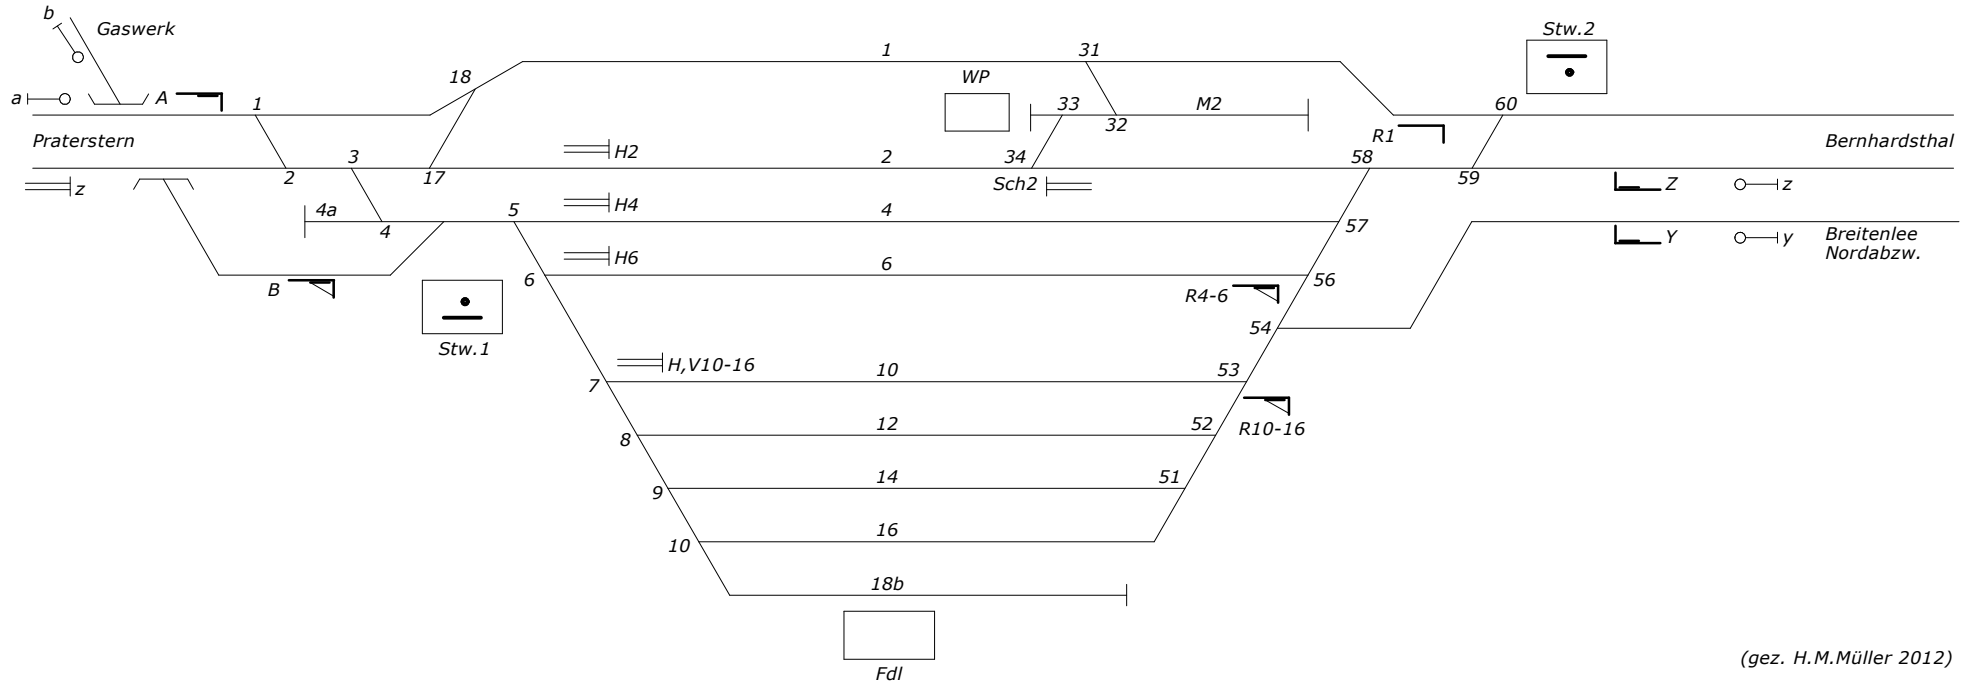 b
Gaswerk
Stw.2
1
31
18
WP
a
A
1
33
M2
60
32
R1
Praterstern
H2
2
34
58
Bernhardsthal
3
2
17
59
z
Sch2
Z
z
4a
5
H4
4
4
57
Breitenlee
Nordabzw.
Y
y
H6
6
6
56
B
R4-6
54
Stw.1
H,V10-16
10
53
7
12
52
R10-16
8
14
51
9
16
10
18b
Fdl
(gez. H.M.Müller 2012)